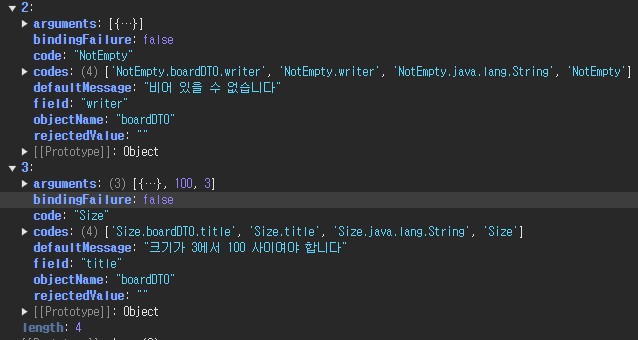 ▼ 2:
▶ arguments: [{…}]
bindingFailure: false
code: "NotEmpty"
▶ codes: (4) ['NotEmpty.boardDTO.writer', 'NotEmpty.writer', 'NotEmpty.java.lang.String', 'NotEmpty']
defaultMessage: "비어 있을 수 없습니다"
field: "writer"
objectName: "boardDTO"
rejectedValue: ""
▶ [[Prototype]]: Object
▼ 3:
▶ arguments: (3) [{…}, 100, 3]
bindingFailure: false
code: "Size"
▶ codes: (4) ['Size.boardDTO.title', 'Size.title', 'Size.java.lang.String', 'Size']
defaultMessage: "크기가 3에서 100 사이여야 합니다"
field: "title"
objectName: "boardDTO"
rejectedValue: ""
▶ [[Prototype]]: Object
length: 4